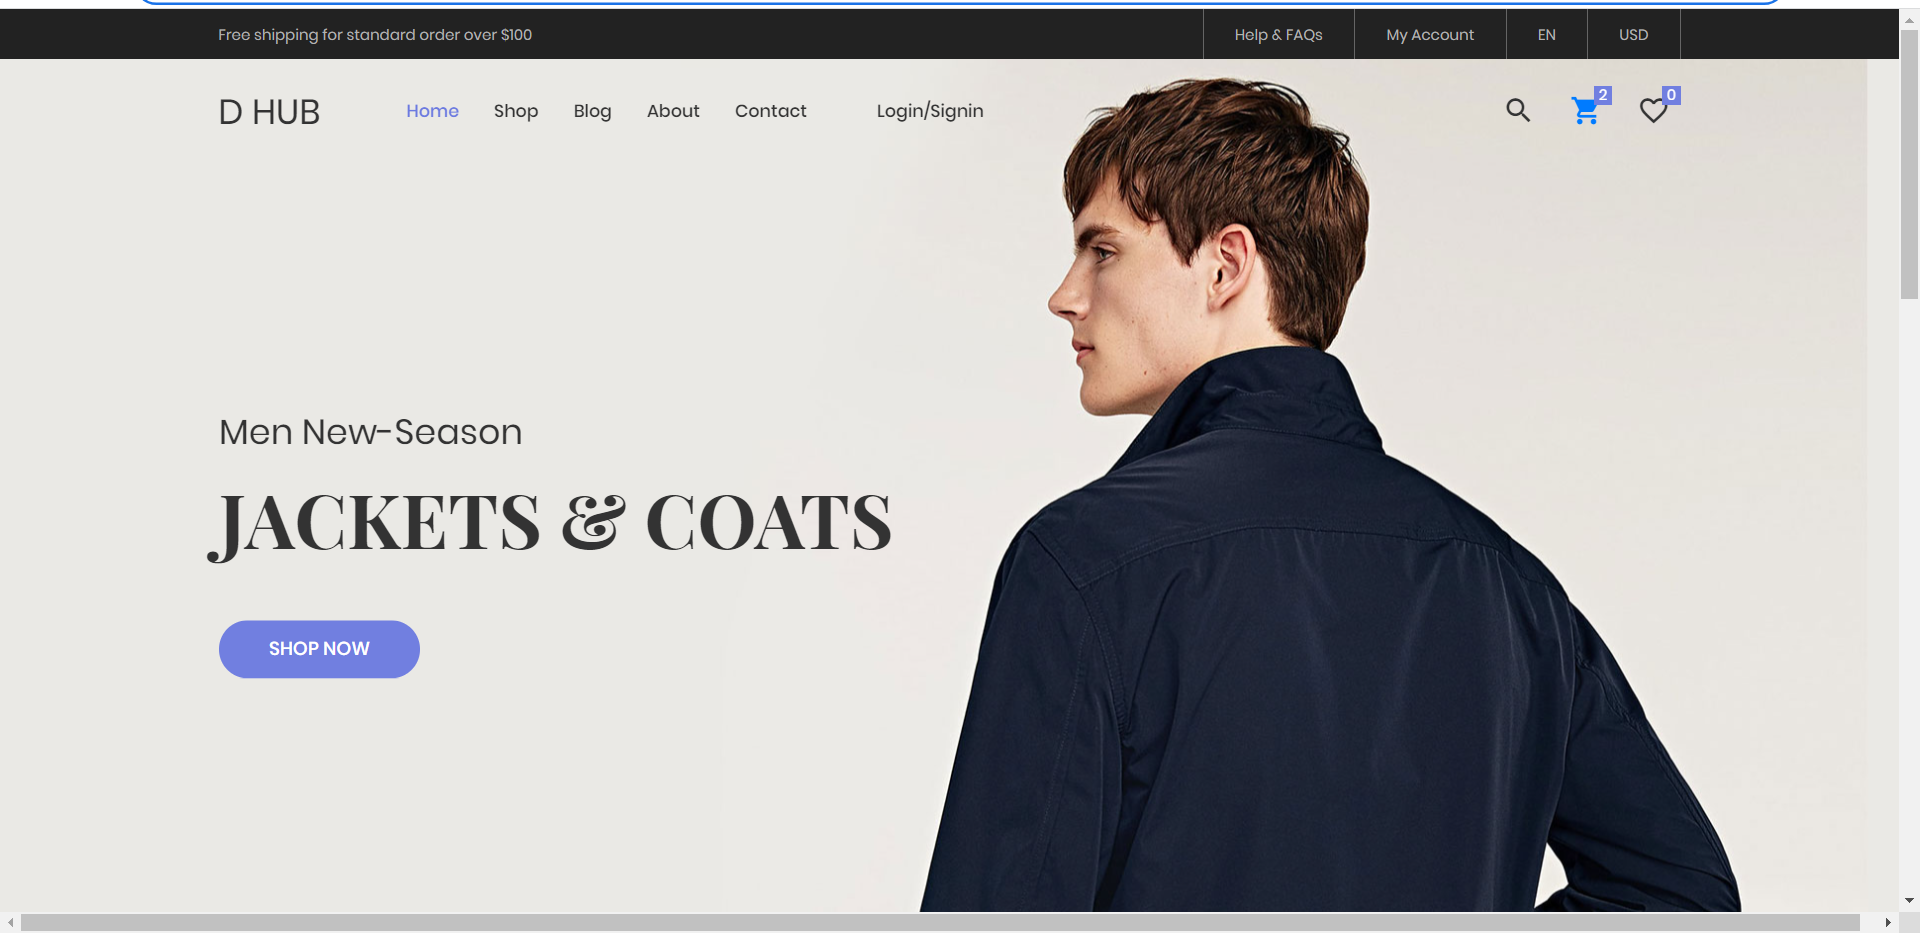 Free shipping for standard order over $100
Help & FAQs
My Account
EN
USD
D HUB
Home
Shop
Blog
About
Contact
Login/Signin
2
0
Men New-Season
JACKETS & COATS
SHOP NOW